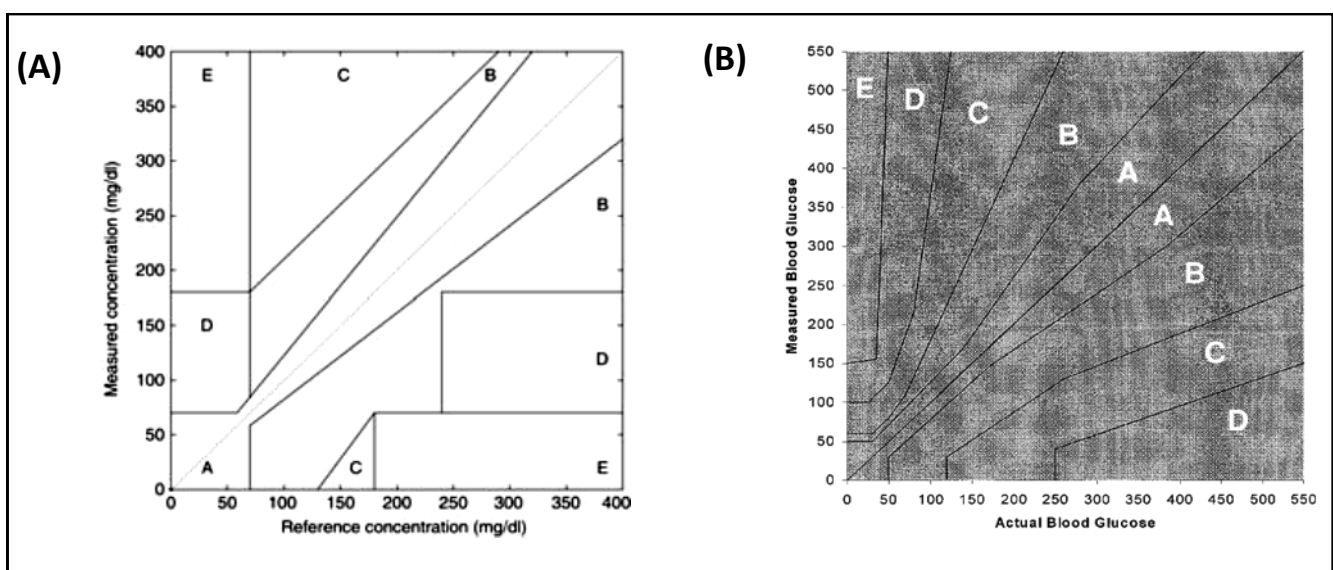 (A)
400
350
300
250
200
150
100
50
0
Measured concentration (mg/dl)
E
C
B
B
D
D
A
C
E
0 50 100 150 200 250 300 350 400
Reference concentration (mg/dl)
(B)
550
500
450
400
350
300
250
200
150
100
50
0
Measured Blood Glucose
E
D
C
B
A
A
B
C
D
0 50 100 150 200 250 300 350 400 450 500 550
Actual Blood Glucose